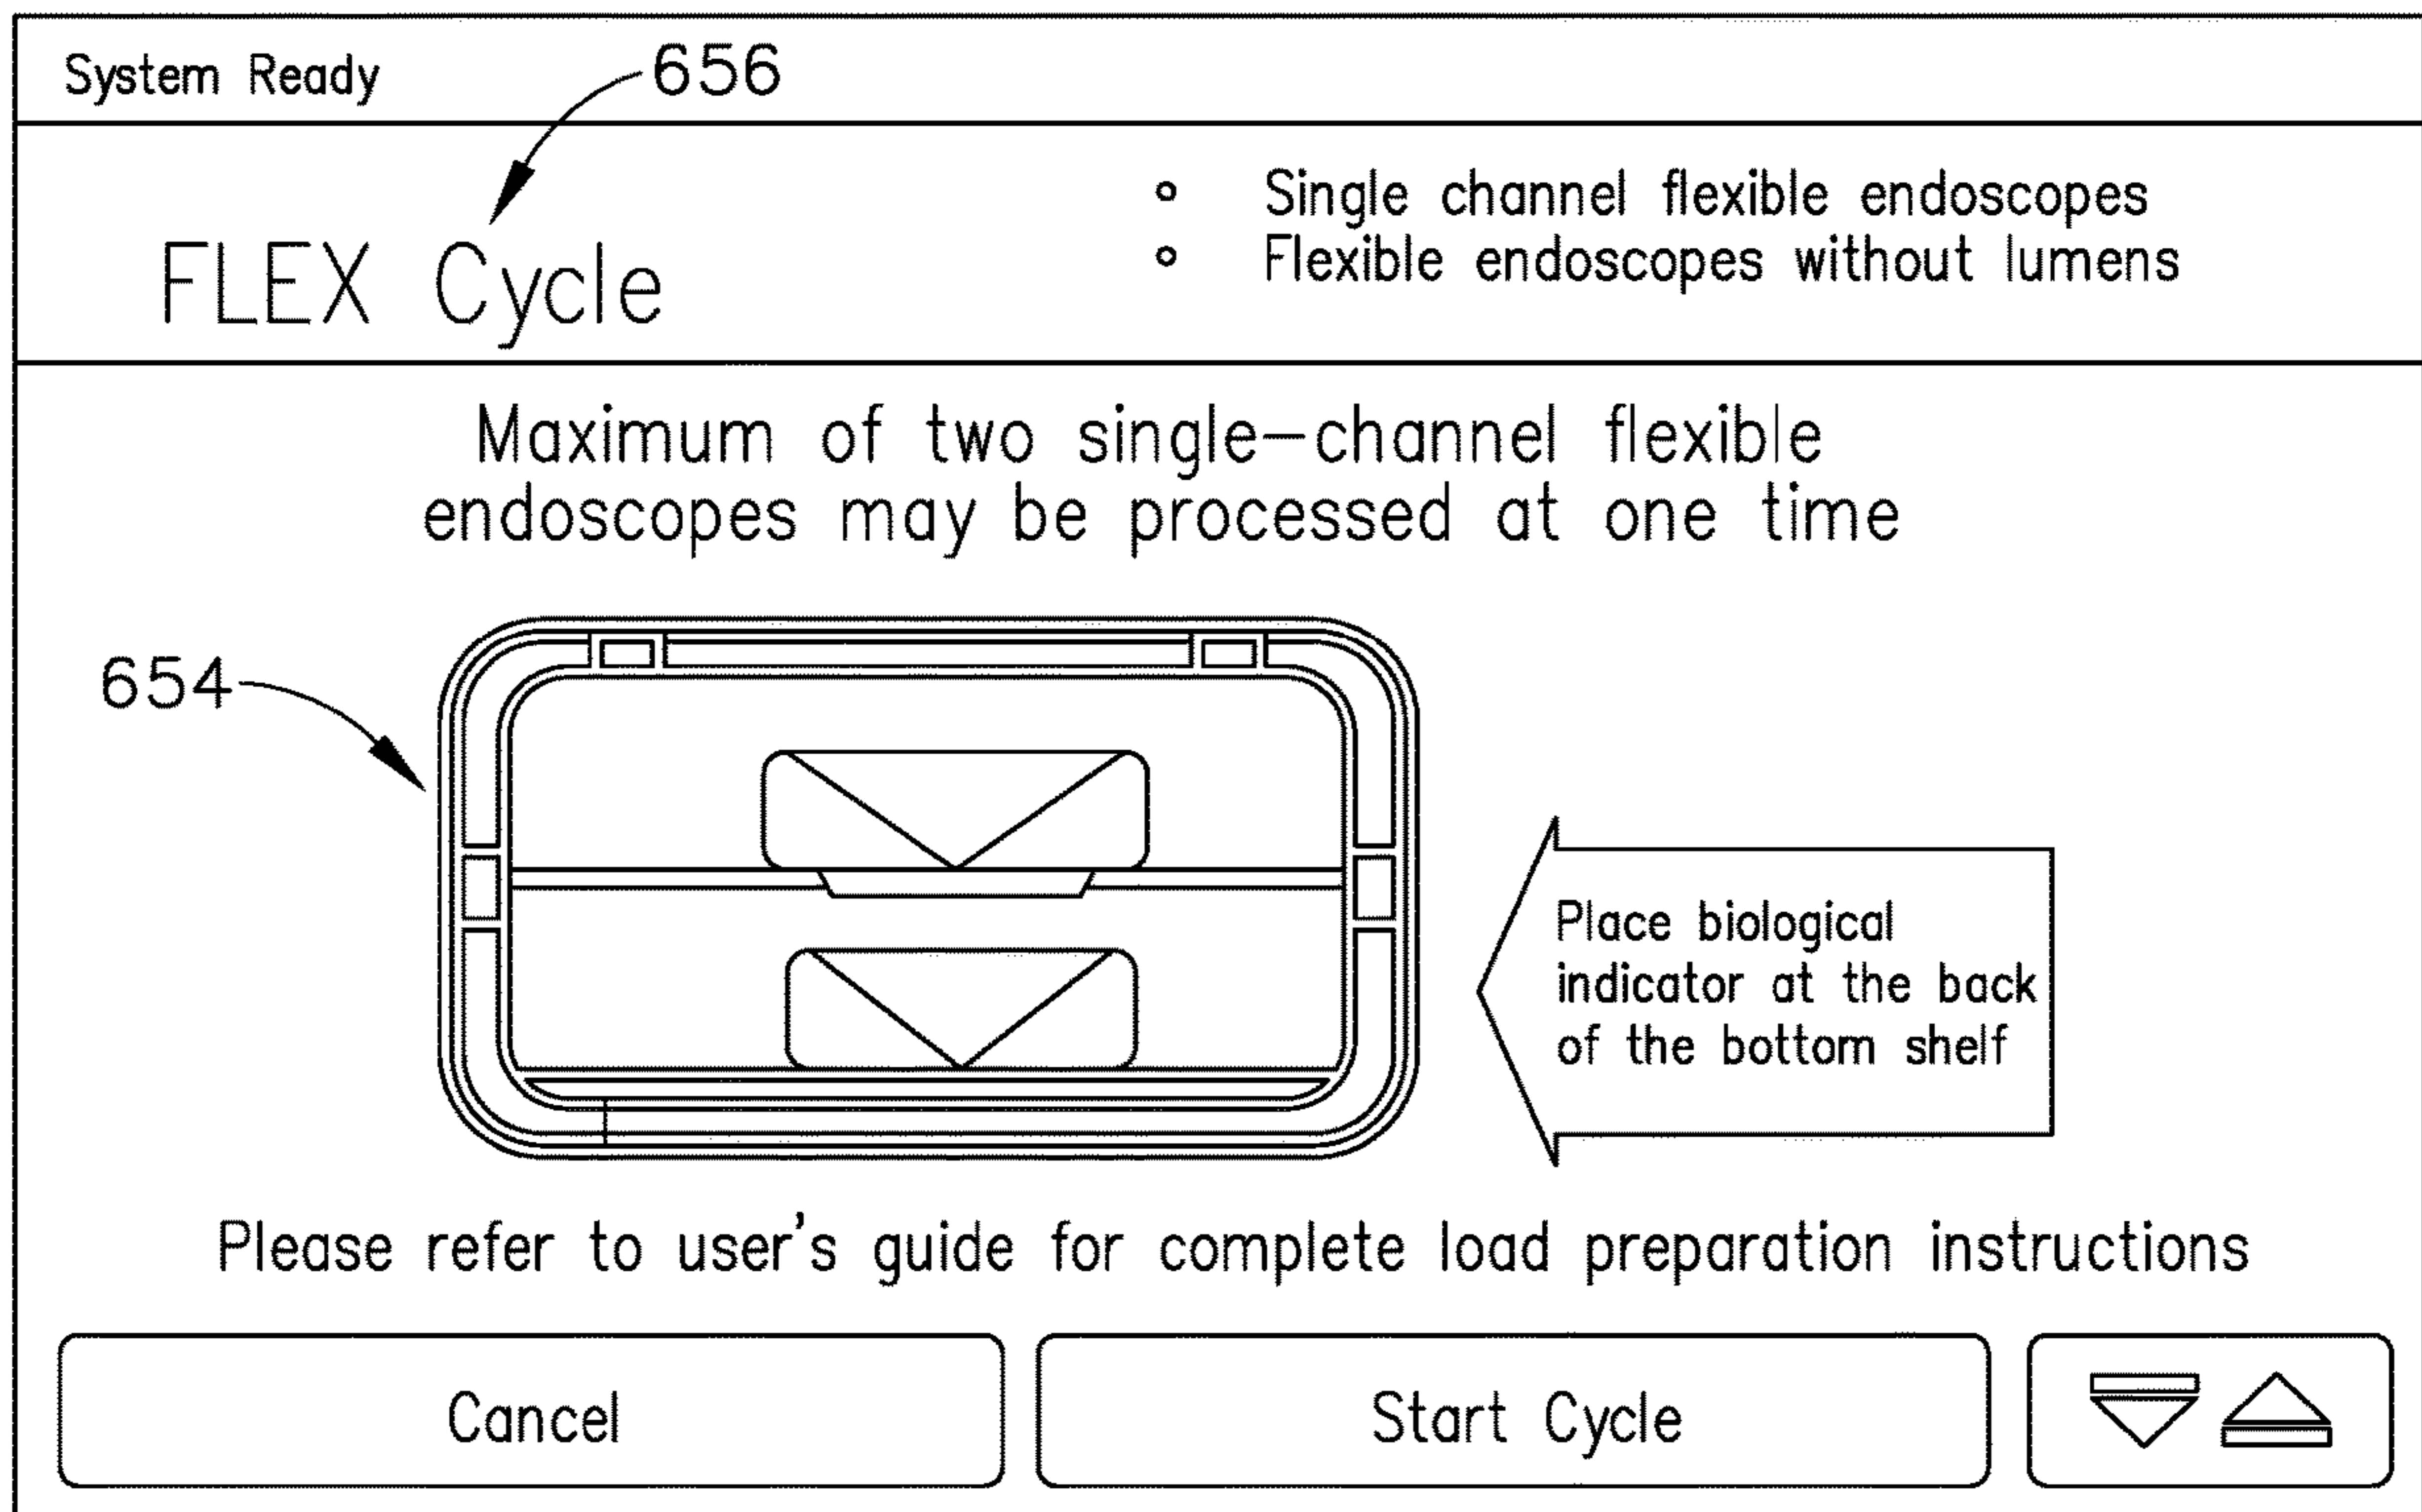 System Ready
656
FLEX Cycle
° Single channel flexible endoscopes
° Flexible endoscopes without lumens
Maximum of two single-channel flexible
endoscopes may be processed at one time
654
Place biological
indicator at the back
of the bottom shelf
Please refer to user's guide for complete load preparation instructions
Cancel
Start Cycle